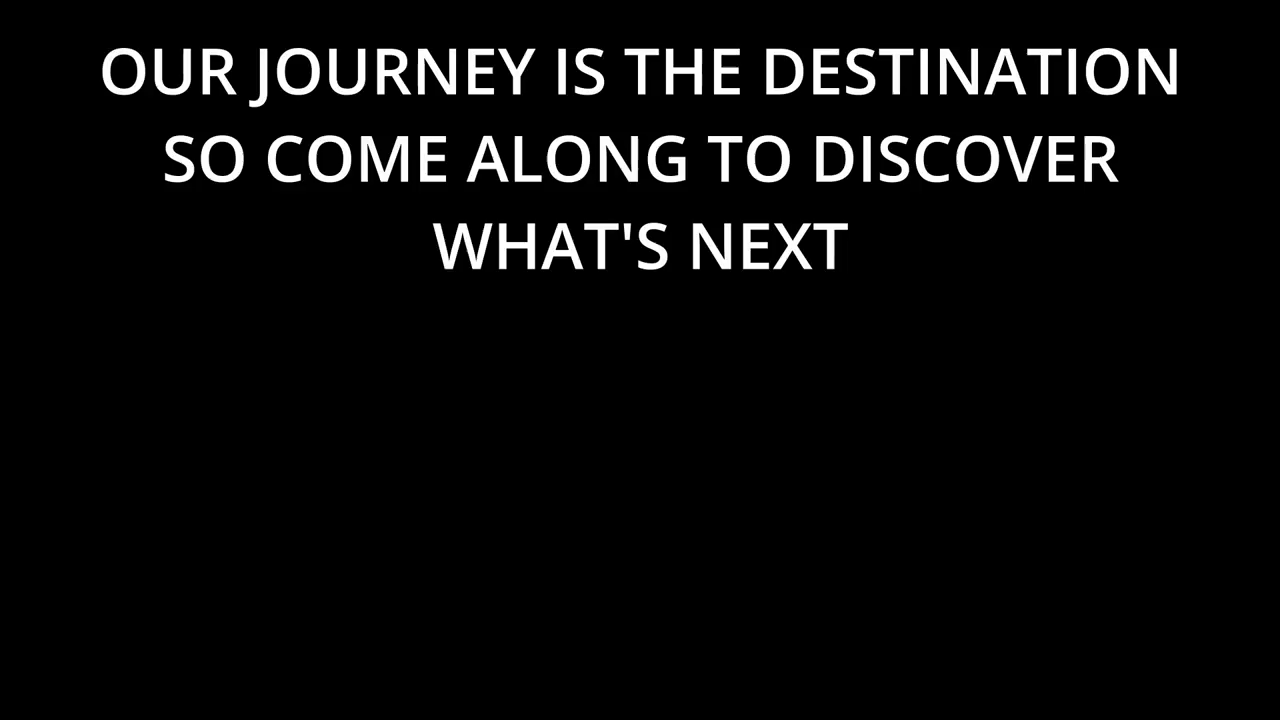 OUR JOURNEY IS THE DESTINATION
SO COME ALONG TO DISCOVER
WHAT'S NEXT